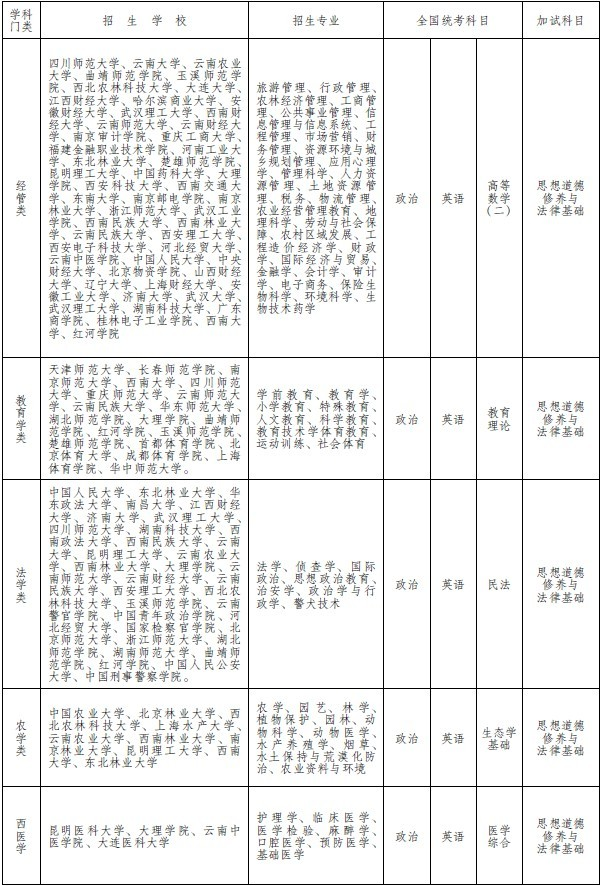 学科
门类
招 生 学 校
招生专业
全国统考科目
加试科目
经
管
类
四川师范大学、云南大学、云南农业
大学、曲靖师范学院、玉溪师范学
院、西北农林科技大学、大连大学、
江西财经大学、哈尔滨商业大学、安
徽财经大学、武汉理工大学、西南财
经大学、云南师范大学、云南财经大
学、南京审计学院、重庆工商大学、
福建金融职业技术学院、河南工业大
学、东北林业大学、楚雄师范学院、
昆明理工大学、中国药科大学、大理
学院、西安科技大学、西南交通大
学、东南大学、南京邮电学院、南京
林业大学、浙江师范大学、武汉工业
学院、西南民族大学、西南林业大
学、云南民族大学、西安理工大学、
西安电子科技大学、河北经贸大学、
云南中医学院、中国人民大学、中央
财经大学、北京物资学院、山西财经
大学、辽宁大学、上海财经大学、安
徽工业大学、济南大学、武汉大学、
武汉理工大学、湖南科技大学、广东
商学院、桂林电子工业学院、西南大
学、红河学院
旅游管理、行政管理、
农林经济管理、工商管
理、公共事业管理、信
息管理与信息系统、工
程管理、市场营销、财
务管理、资源环境与城
乡规划管理、应用心理
学、管理科学、人力资
源管理、土地资源管
理、税务、物流管理、
农业经营管理教育、地
理科学、劳动与社会保
障、农村区域发展、工
程造价经济学、财政
学、国际经济与贸易、
金融学、会计学、审计
学、电子商务、保险生
物科学、环境科学、生
物技术药学
政治
英语
高等
数学
(二)
思想道德
修养与
法律基础
教育
学类
天津师范大学、长春师范学院、南
京师范大学、西南大学、四川师范
大学、重庆师范大学、云南师范大
学、云南民族大学、华东师范大学、
湖北师范学院、大理学院、曲靖师
范学院、红河学院、玉溪师范学院、
楚雄师范学院、首都体育学院、北
京体育大学、成都体育学院、上海
体育学院、华中师范大学。
学前教育、教育学、
小学教育、特殊教育、
人文教育、科学教育、
教育技术学体育教育、
运动训练、社会体育
政治
英语
教育
理论
思想道德
修养与
法律基础
法
学
类
中国人民大学、东北林业大学、华
东政法大学、南昌大学、江西财经
大学、济南大学、武汉理工大学、
四川师范大学、湖南科技大学、西
南政法大学、西南民族大学、云南
大学、昆明理工大学、云南农业大
学、西南林业大学、大理学院、云
南师范大学、云南财经大学、云南
民族大学、西安理工大学、西北农
林科技大学、玉溪师范学院、云南
警官学院、中国青年政治学院、河
北经贸大学、国家检察官学院、北
京师范大学、浙江师范大学、湖北
师范学院、湖南师范大学、曲靖师
范学院、红河学院、中国人民公安
大学、中国刑事警察学院。
法学、侦查学、国际
政治、思想政治教育、
治安学、政治学与行
政学、警犬技术
政治
英语
民法
思想道德
修养与
法律基础
农
学
类
中国农业大学、北京林业大学、西
北农林科技大学、上海水产大学、
云南农业大学、西南林业大学、南
京林业大学、昆明理工大学、西南
大学、东北林业大学
农学、园艺、林学、
植物保护、园林、动
物科学、动物医学、
水产养殖学、烟草、
水土保持与荒漠化防
治、农业资料与环境
政治
英语
生态学
基础
思想道德
修养与
法律基础
西
医
学
昆明医科大学、大理学院、云南中
医学院、大连医科大学
护理学、临床医学、
医学检验、麻醉学、
口腔医学、预防医学、
基础医学
政治
英语
医学
综合
思想道德
修养与
法律基础